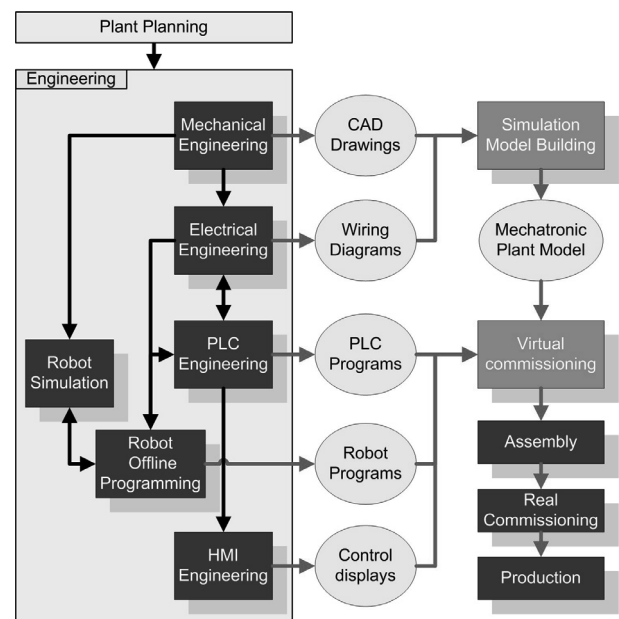 Plant Planning
Engineering
Mechanical
Engineering
CAD
Drawings
Simulation
Model Building
Electrical
Engineering
Wiring
Diagrams
Mechatronic
Plant Model
PLC
Engineering
PLC
Programs
Virtual
commissioning
Robot
Simulation
Robot
Offline
Programming
Robot
Programs
Assembly
Real
Commissioning
HMI
Engineering
Control
displays
Production